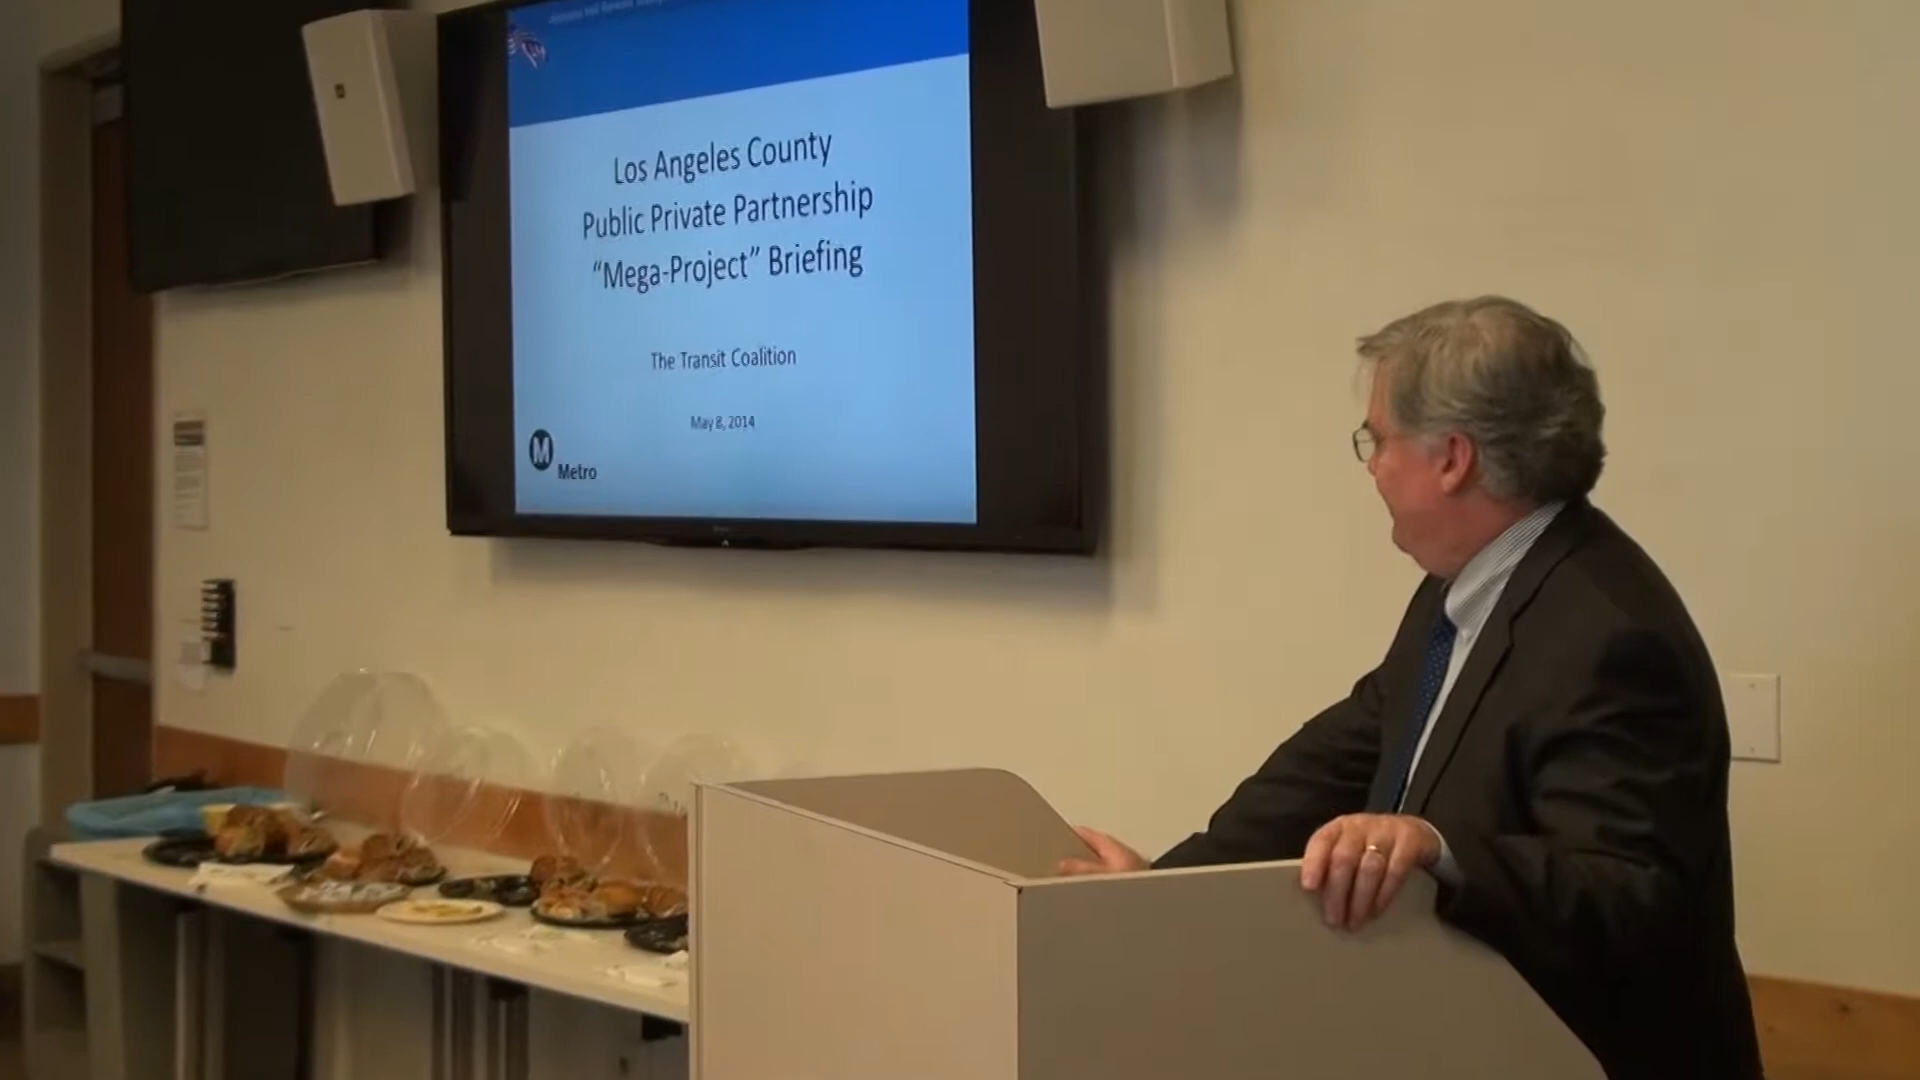 Los Angeles County
Public Private Partnership
“Mega-Project” Briefing
The Transit Coalition
May 8, 2014
M
Metro